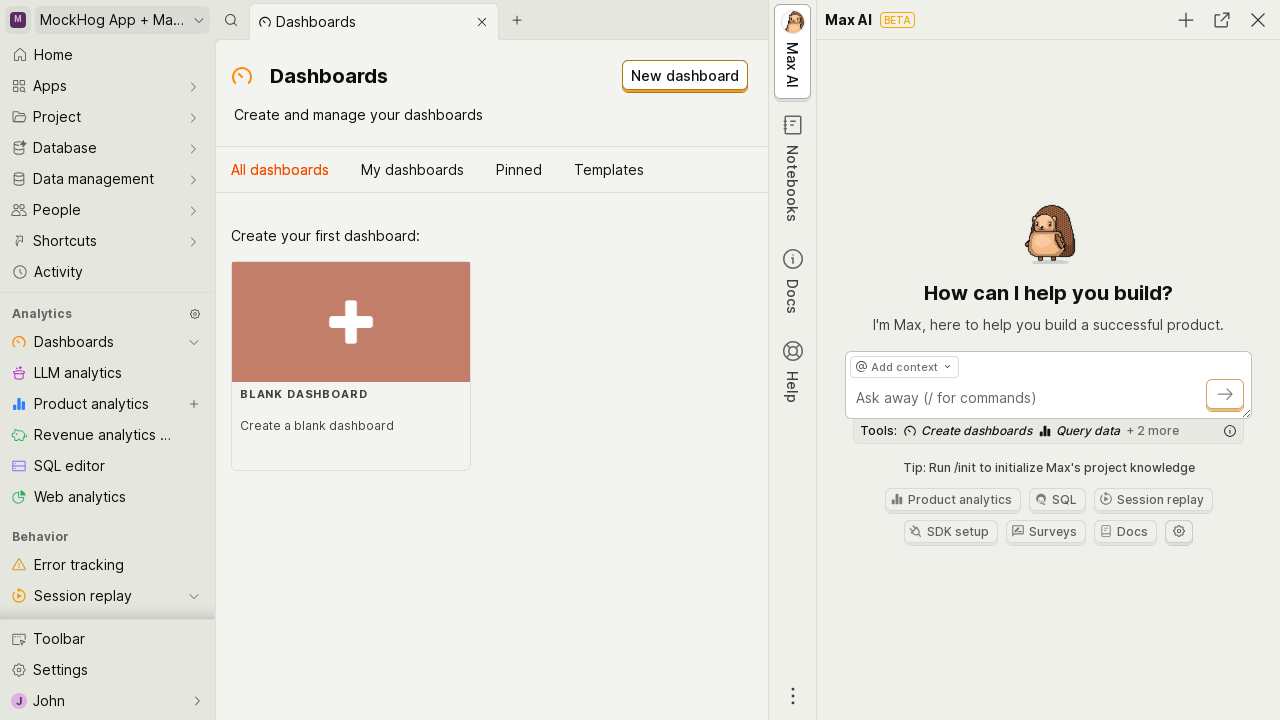 M
MockHog App + Ma...
Home
Apps
Project
Database
Data management
People
Shortcuts
Activity
Analytics
Dashboards
LLM analytics
Product analytics
Revenue analytics ...
SQL editor
Web analytics
Behavior
Error tracking
Session replay
Toolbar
Settings
J John
Dashboards
Dashboards
New dashboard
Create and manage your dashboards
All dashboards
My dashboards
Pinned
Templates
Create your first dashboard:
BLANK DASHBOARD
Create a blank dashboard
Max AI
Notebooks
Docs
Help
Max AI BETA
How can I help you build?
I'm Max, here to help you build a successful product.
@ Add context
Ask away (/ for commands)
Tools: Create dashboards Query data + 2 more
Tip: Run /init to initialize Max's project knowledge
Product analytics SQL Session replay
SDK setup Surveys Docs